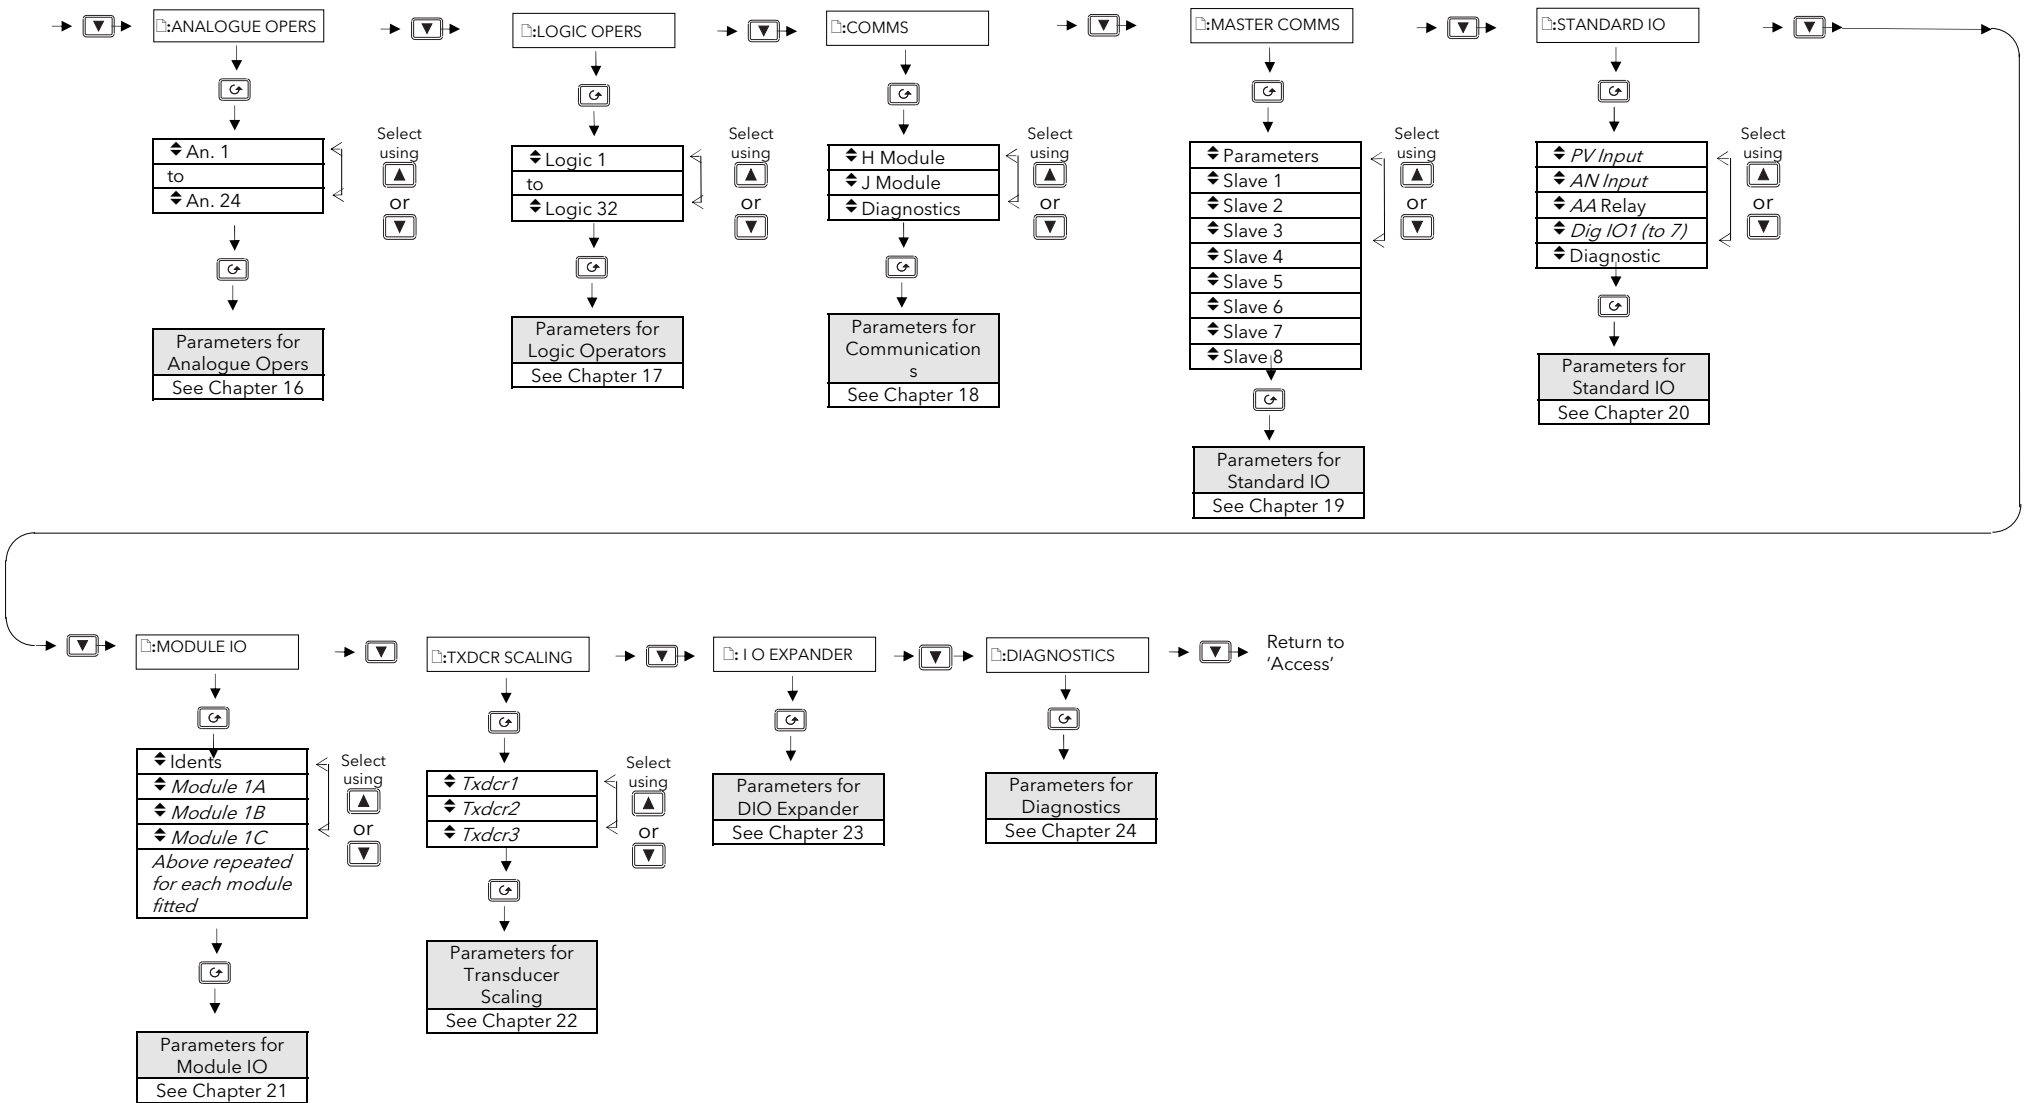 :ANALOGUE OPERS
An. 1
to
An. 24
Select
using
or
Parameters for
Analogue Opers
See Chapter 16
:LOGIC OPERS
Logic 1
to
Logic 32
Select
using
or
Parameters for
Logic Operators
See Chapter 17
:COMMS
H Module
J Module
Diagnostics
Select
using
or
Parameters for
Communication
s
See Chapter 18
:MASTER COMMS
Parameters
Slave 1
Slave 2
Slave 3
Slave 4
Slave 5
Slave 6
Slave 7
Slave 8
Select
using
or
Parameters for
Standard IO
See Chapter 19
:STANDARD IO
PV Input
AN Input
AA Relay
Dig IO1 (to 7)
Diagnostic
Select
using
or
Parameters for
Standard IO
See Chapter 20
:MODULE IO
Idents
Module 1A
Module 1B
Module 1C
Above repeated
for each module
fitted
Select
using
or
Parameters for
Module IO
See Chapter 21
:TXDCR SCALING
Txdcr1
Txdcr2
Txdcr3
Select
using
or
Parameters for
Transducer
Scaling
See Chapter 22
: I O EXPANDER
Parameters for
DIO Expander
See Chapter 23
:DIAGNOSTICS
Parameters for
Diagnostics
See Chapter 24
Return to
‘Access’